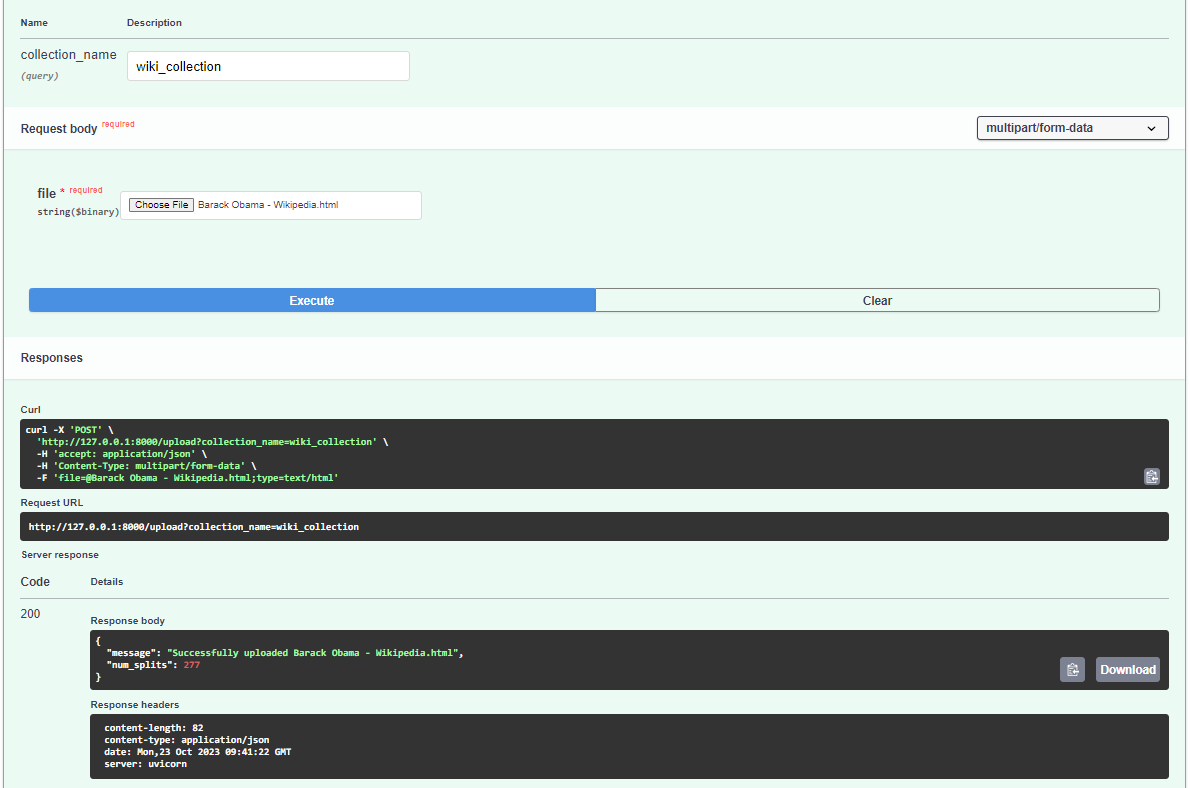 Name Description
collection_name wiki_collection
(query)
Request body required multipart/form-data
file * required
string($binary) Choose File Barack Obama - Wikipedia.html
Execute Clear
Responses
Curl
curl -X 'POST' \
'http://127.0.0.1:8000/upload?collection_name=wiki_collection' \
-H 'accept: application/json' \
-H 'Content-Type: multipart/form-data' \
-F 'file=@Barack Obama - Wikipedia.html;type=text/html'
Request URL
http://127.0.0.1:8000/upload?collection_name=wiki_collection
Server response
Code Details
200
Response body
{
"message": "Successfully uploaded Barack Obama - Wikipedia.html",
"num_splits": 277
}
Download
Response headers
content-length: 82
content-type: application/json
date: Mon,23 Oct 2023 09:41:22 GMT
server: uvicorn